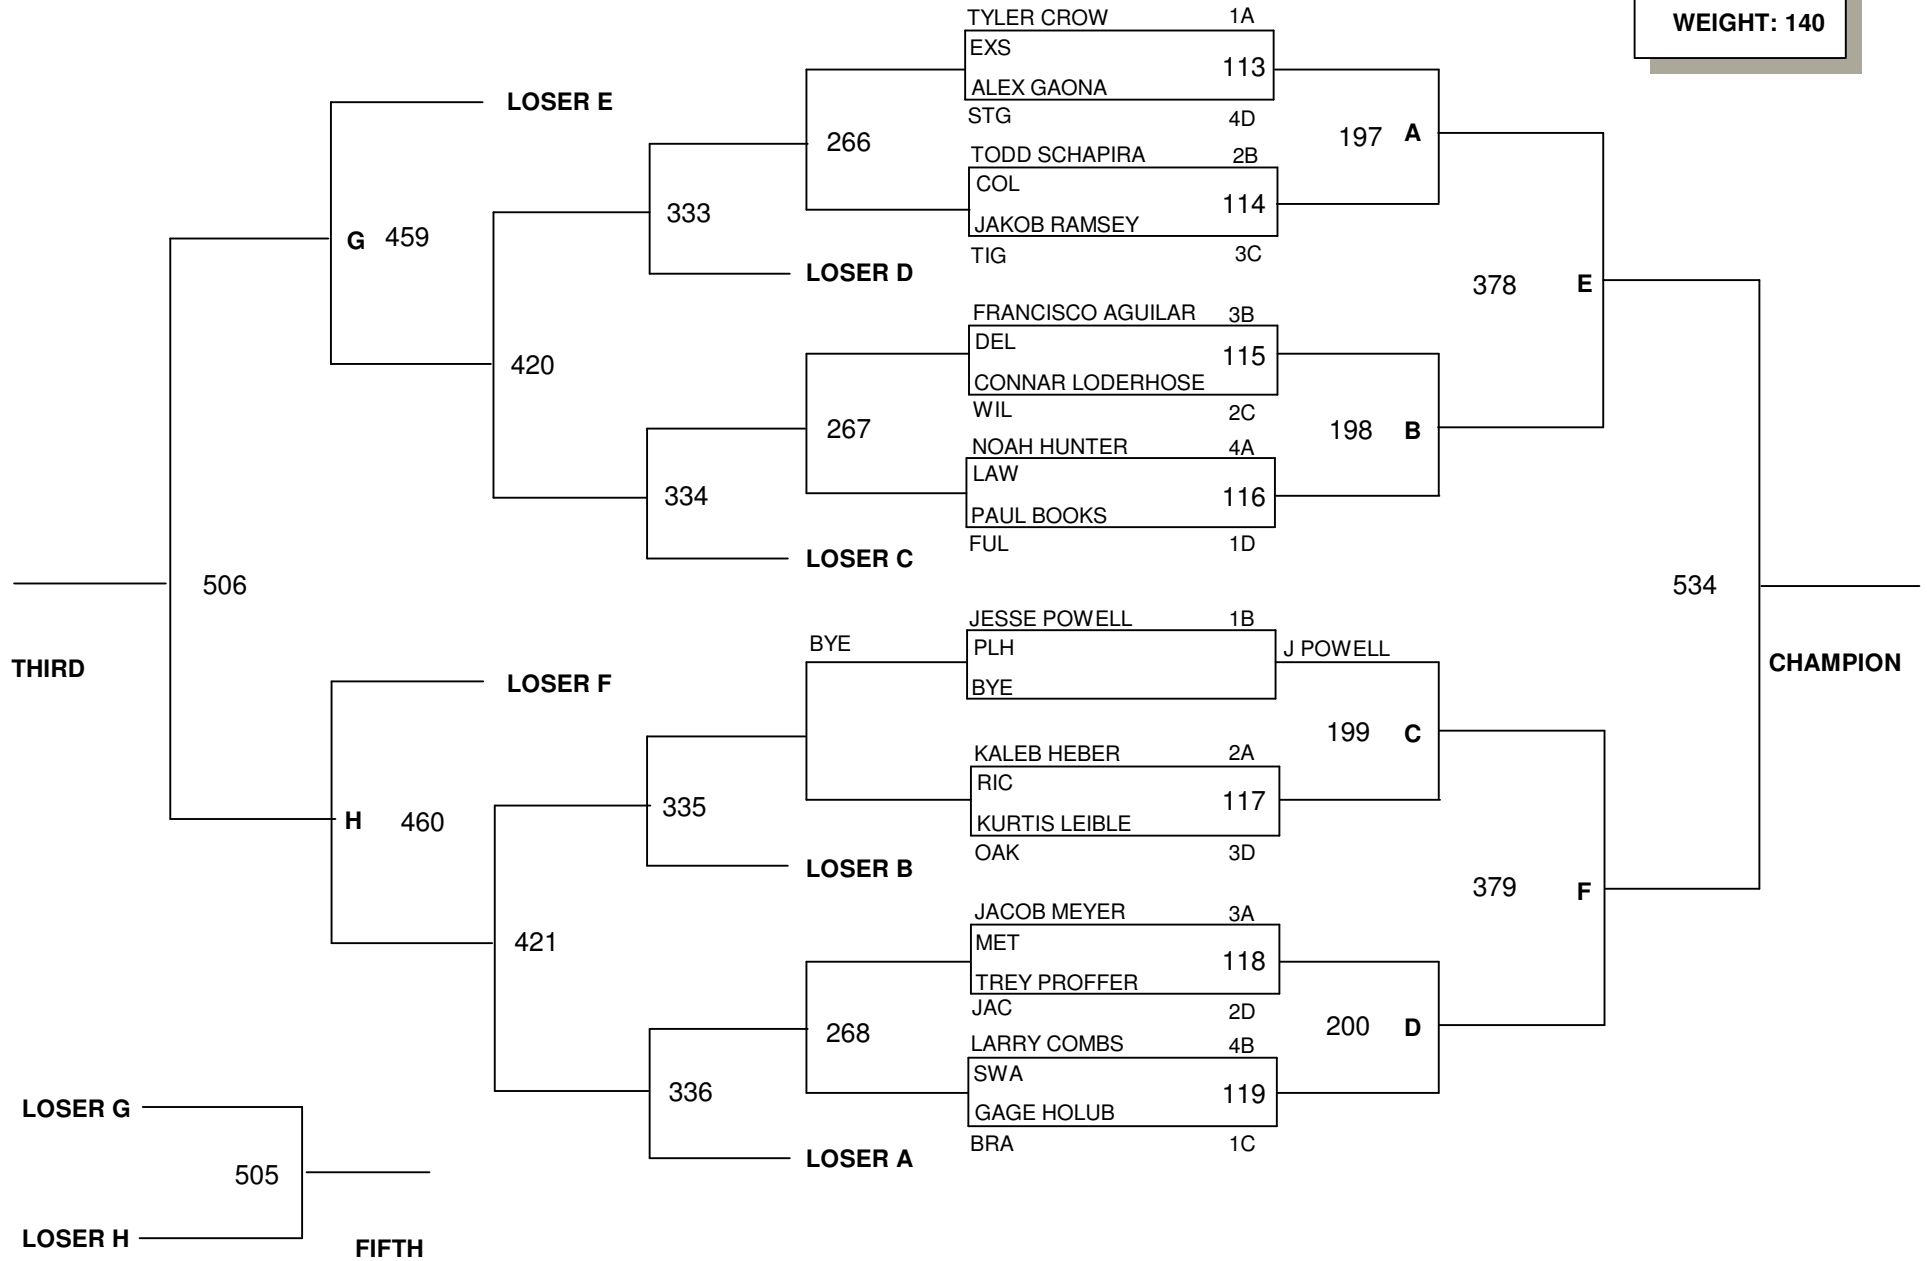 WEIGHT: 140
TYLER CROW 1A
EXS
113
ALEX GAONA
STG 4D
LOSER E
266
197 A
TODD SCHAPIRA 2B
COL
114
JAKOB RAMSEY
TIG 3C
333
G 459
LOSER D
378 E
FRANCISCO AGUILAR 3B
DEL
115
CONNAR LODERHOSE
WIL 2C
420
267
198 B
NOAH HUNTER 4A
LAW
116
PAUL BOOKS
FUL 1D
334
LOSER C
506
534
THIRD
CHAMPION
JESSE POWELL 1B
BYE
PLH
J POWELL
BYE
LOSER F
199 C
KALEB HEBER 2A
RIC
117
KURTIS LEIBLE
OAK 3D
335
H 460
LOSER B
379 F
JACOB MEYER 3A
MET
118
TREY PROFFER
JAC 2D
421
268
200 D
LARRY COMBS 4B
SWA
119
GAGE HOLUB
BRA 1C
336
LOSER A
LOSER G
505
LOSER H
FIFTH